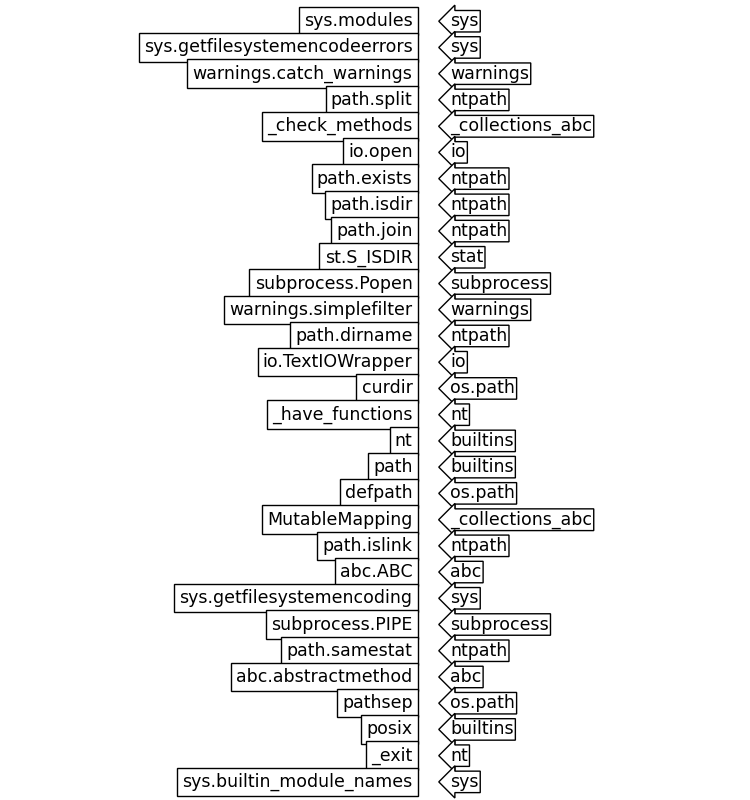 sys.modules sys
sys.getfilesystemencodeerrors sys
warnings.catch_warnings warnings
path.split ntpath
_check_methods _collections_abc
io.open io
path.exists ntpath
path.isdir ntpath
path.join ntpath
st.S_ISDIR stat
subprocess.Popen subprocess
warnings.simplefilter warnings
path.dirname ntpath
io.TextIOWrapper io
curdir os.path
_have_functions nt
nt builtins
path builtins
defpath os.path
MutableMapping _collections_abc
path.islink ntpath
abc.ABC abc
sys.getfilesystemencoding sys
subprocess.PIPE subprocess
path.samestat ntpath
abc.abstractmethod abc
pathsep os.path
posix builtins
_exit nt
sys.builtin_module_names sys